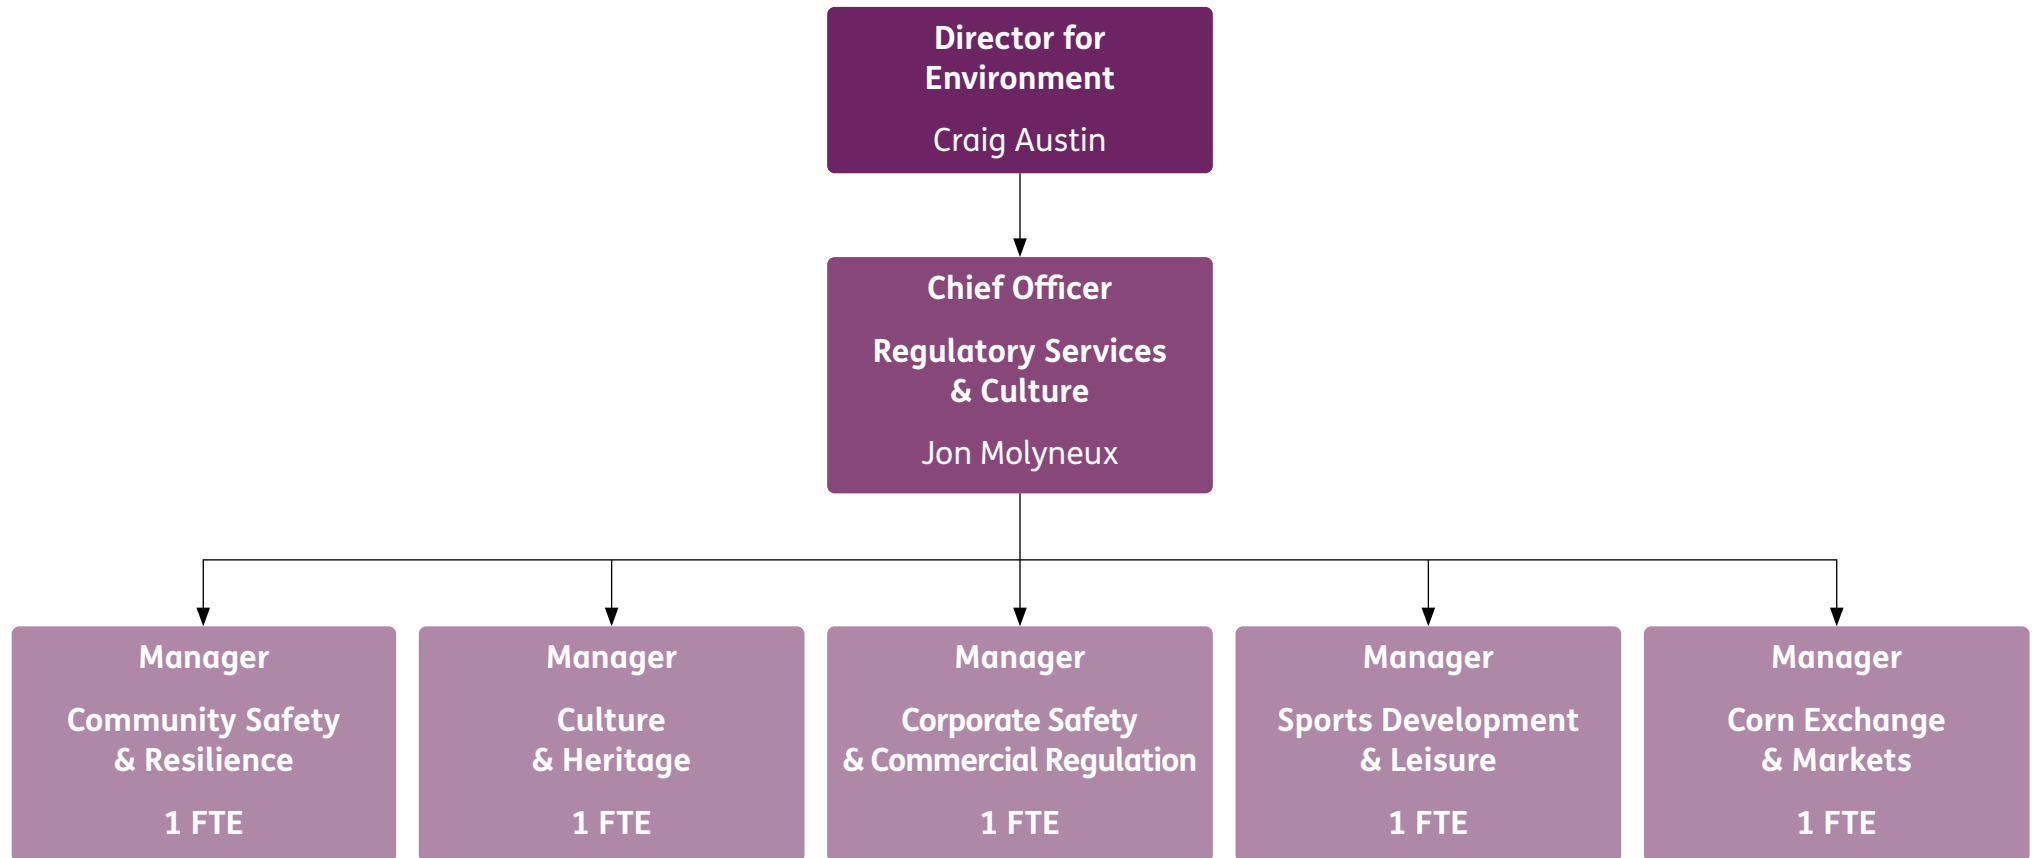 Director for
Environment
Craig Austin
Chief Officer
Regulatory Services
& Culture
Jon Molyneux
Manager
Community Safety
& Resilience
1 FTE
Manager
Culture
& Heritage
1 FTE
Manager
Corporate Safety
& Commercial Regulation
1 FTE
Manager
Sports Development
& Leisure
1 FTE
Manager
Corn Exchange
& Markets
1 FTE